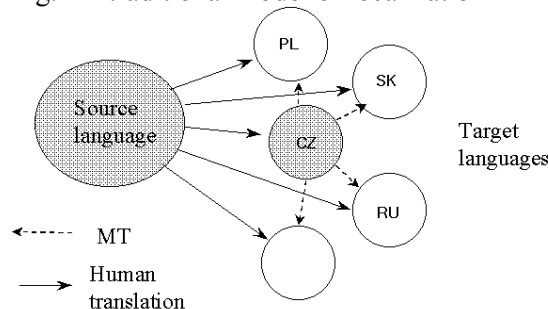 PL
SK
Source
language
CZ
Target
languages
RU
MT
Human
translation